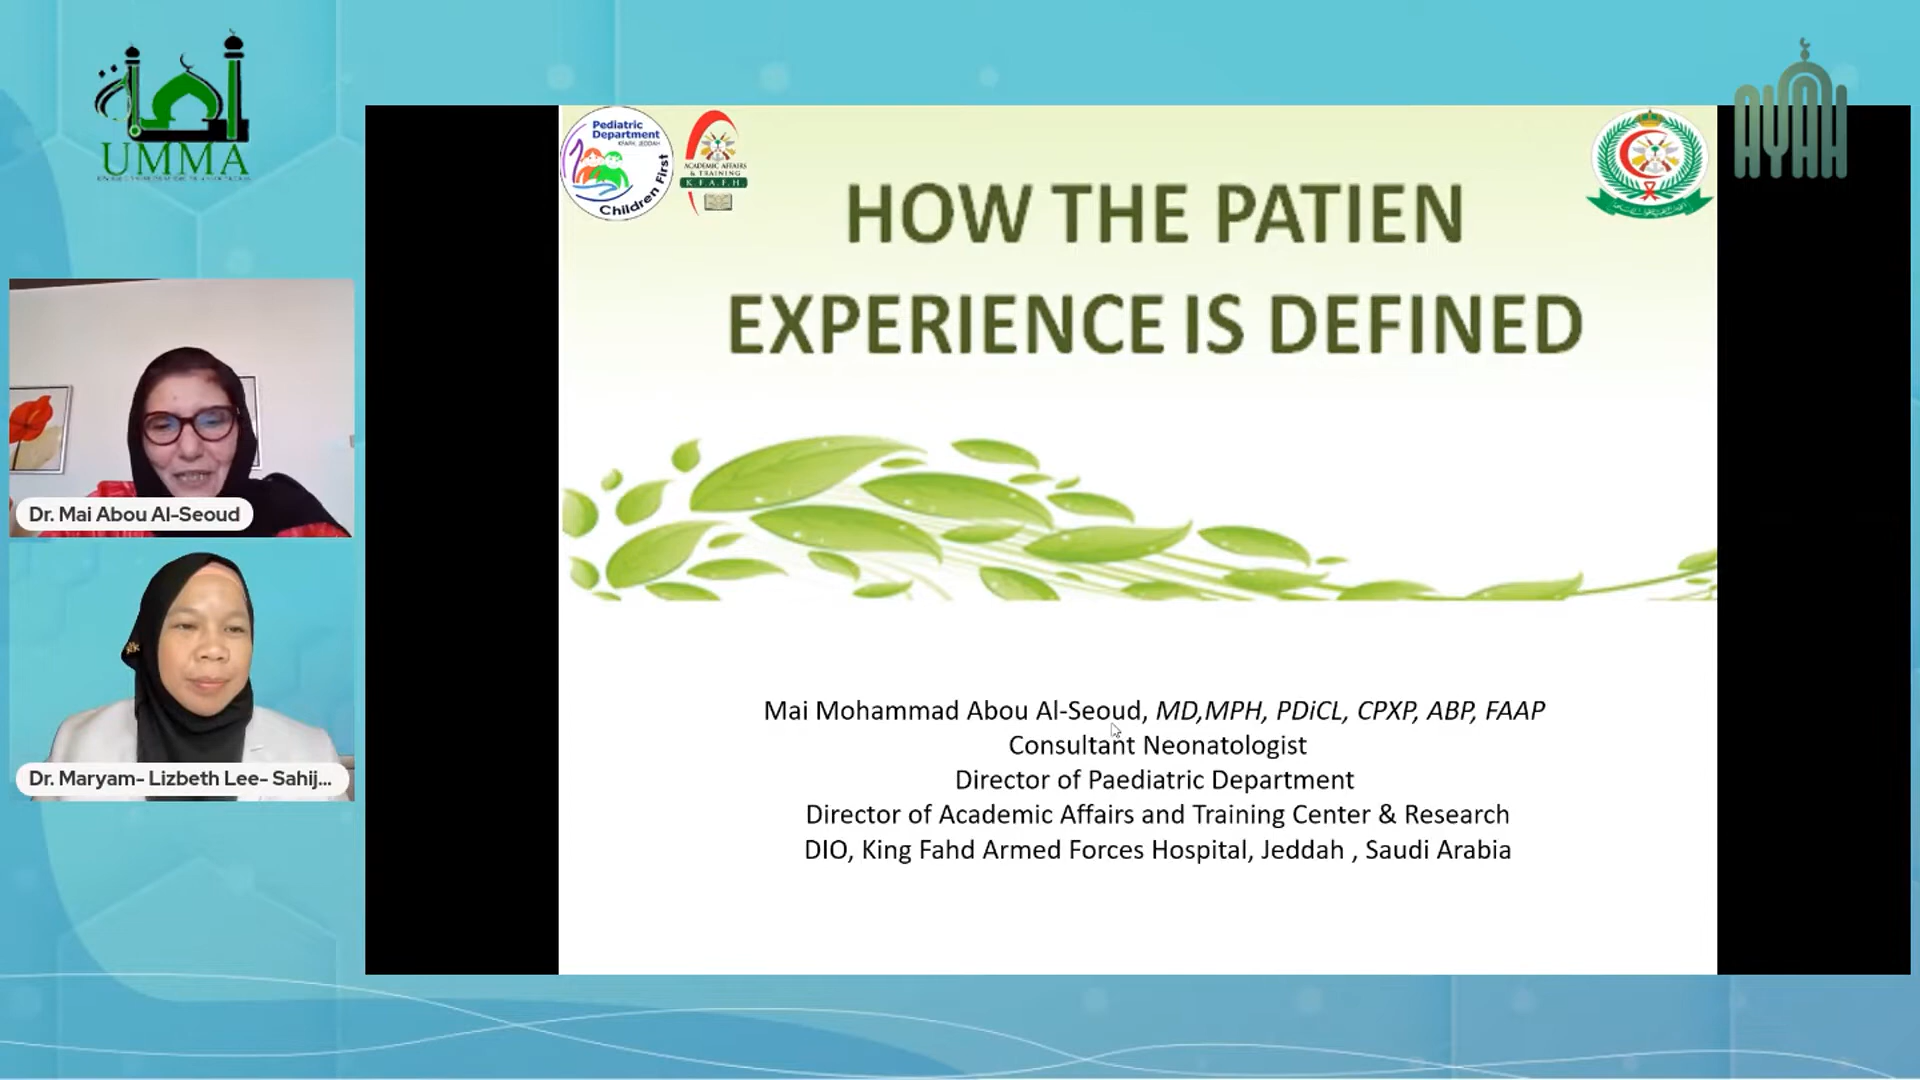 UMMA
AYAH
Pediatric
Department
KFAFH, JEDDAH
Children First
ACADEMIC AFFAIRS
& TRAINING
K.F.A.F.H
HOW THE PATIEN
EXPERIENCE IS DEFINED
Dr. Mai Abou Al-Seoud
Dr. Maryam- Lizbeth Lee- Sahij...
Mai Mohammad Abou Al-Seoud, MD,MPH, PDiCL, CPXP, ABP, FAAP
Consultant Neonatologist
Director of Paediatric Department
Director of Academic Affairs and Training Center & Research
DIO, King Fahd Armed Forces Hospital, Jeddah , Saudi Arabia